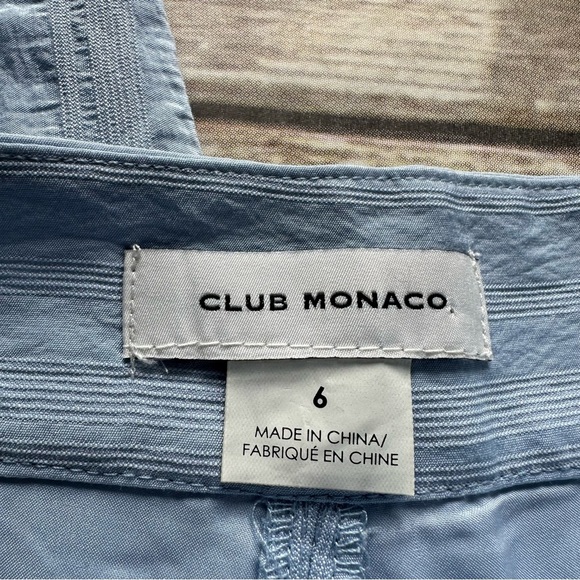 CLUB MONACO
6
MADE IN CHINA/
FABRIQUÉ EN CHINE